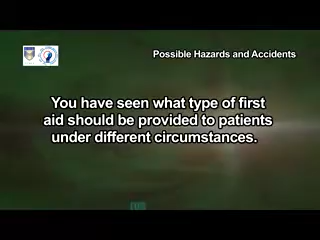 Possible Hazards and Accidents
You have seen what type of first
aid should be provided to patients
under different circumstances.